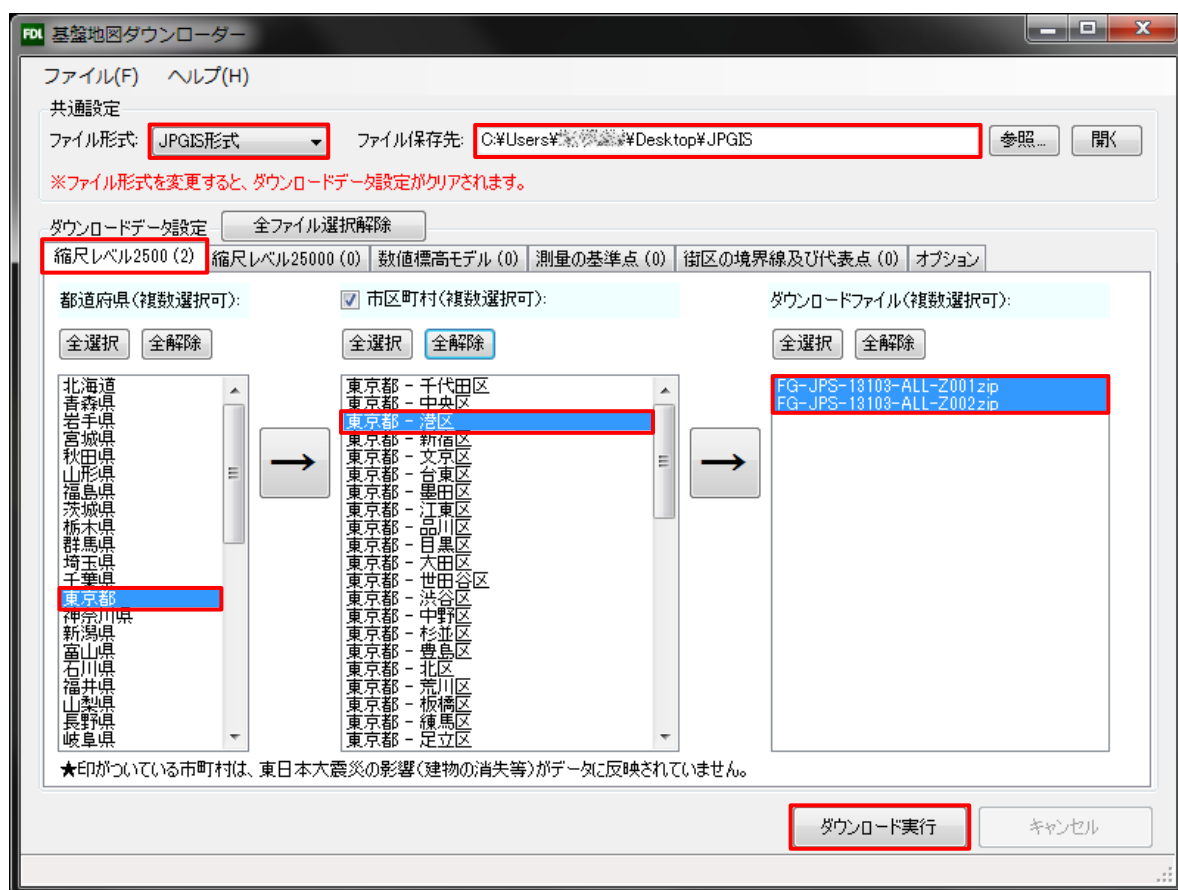 FDL 基盤地図ダウンローダー
ファイル(F) ヘルプ(H)
共通設定
ファイル形式: JPGIS形式 ファイル保存先: C:¥Users¥ ¥Desktop¥JPGIS 参照... 開く
※ファイル形式を変更すると、ダウンロードデータ設定がクリアされます。
ダウンロードデータ設定 全ファイル選択解除
縮尺レベル2500 (2) 縮尺レベル25000 (0) 数値標高モデル (0) 測量の基準点 (0) 街区の境界線及び代表点 (0) オプション
都道府県(複数選択可): 市区町村(複数選択可): ダウンロードファイル(複数選択可):
全選択 全解除 全選択 全解除 全選択 全解除
北海道
青森県
岩手県
宮城県
秋田県
山形県
福島県
茨城県
栃木県
群馬県
埼玉県
千葉県
東京都
神奈川県
新潟県
富山県
石川県
福井県
山梨県
長野県
岐阜県
→
東京都 - 千代田区
東京都 - 中央区
東京都 - 港区
東京都 - 新宿区
東京都 - 文京区
東京都 - 台東区
東京都 - 墨田区
東京都 - 江東区
東京都 - 品川区
東京都 - 目黒区
東京都 - 大田区
東京都 - 世田谷区
東京都 - 渋谷区
東京都 - 中野区
東京都 - 杉並区
東京都 - 豊島区
東京都 - 北区
東京都 - 荒川区
東京都 - 板橋区
東京都 - 練馬区
東京都 - 足立区
→
FG-JPS-13103-ALL-Z001.zip
FG-JPS-13103-ALL-Z002.zip
★印がついている市町村は、東日本大震災の影響(建物の消失等)がデータに反映されていません。
ダウンロード実行 キャンセル